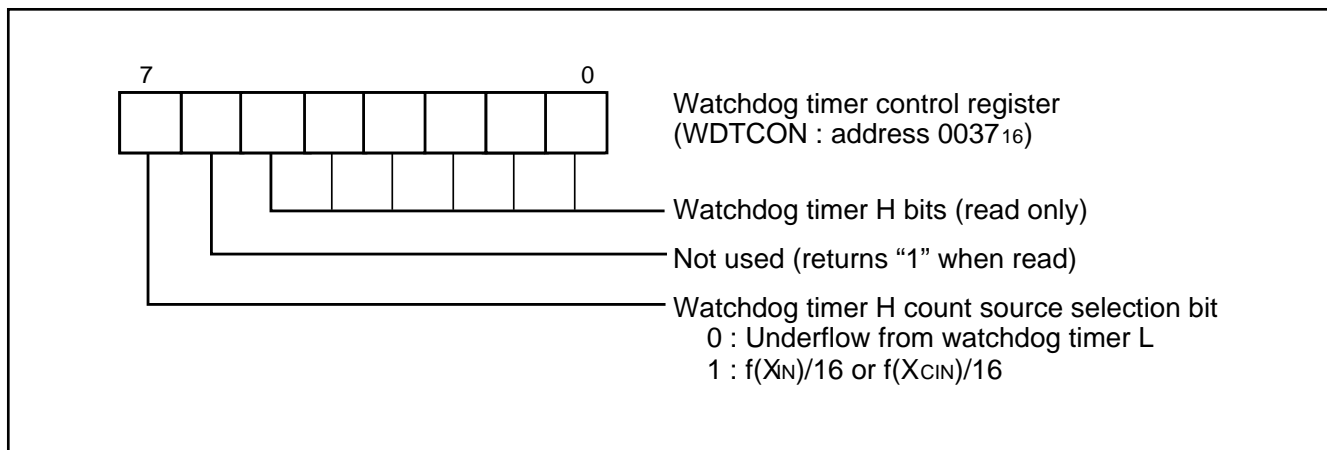 7 0
Watchdog timer control register
(WDTCON : address 003716)
Watchdog timer H bits (read only)
Not used (returns “1” when read)
Watchdog timer H count source selection bit
0 : Underflow from watchdog timer L
1 : f(XIN)/16 or f(XCIN)/16